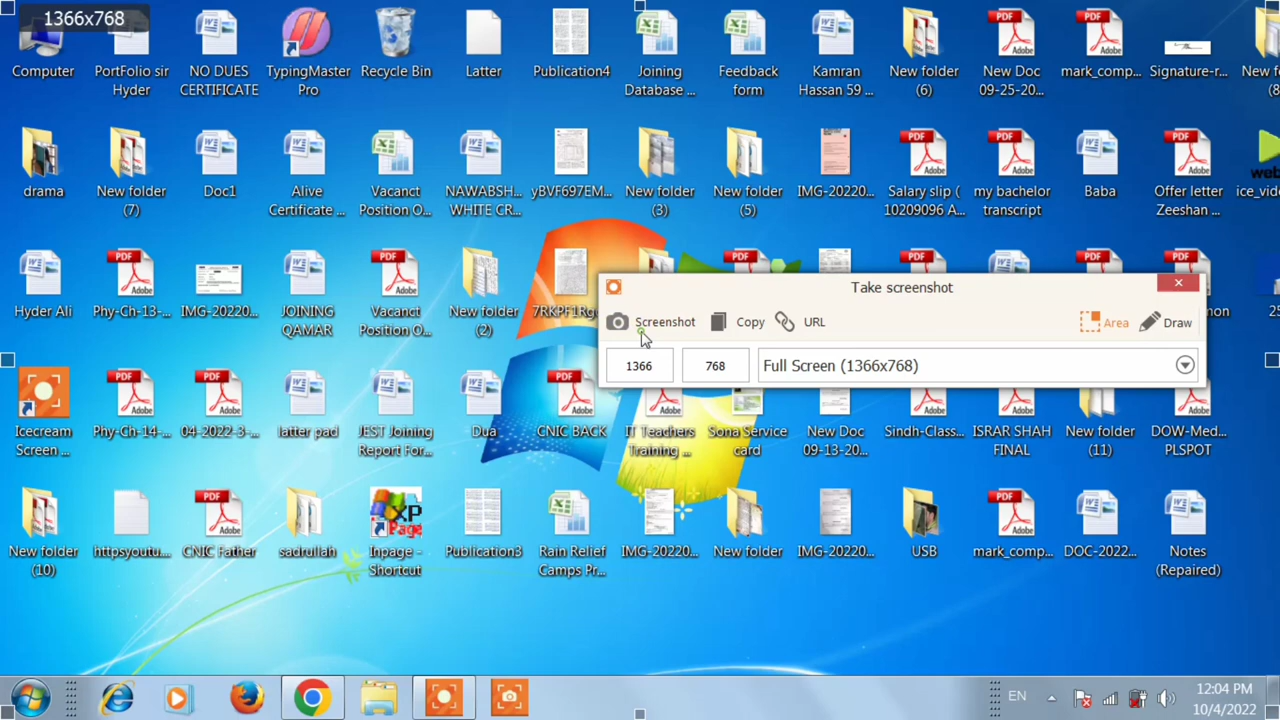 1366x768
Computer
PortFolio sir
Hyder
NO DUES
CERTIFICATE
TypingMaster
Pro
Recycle Bin
Latter
Publication4
Joining
Database ...
Feedback
form
Kamran
Hassan 59 ...
New folder
(6)
New Doc
09-25-20...
mark_comp...
Signature-r...
New fo
(8
drama
New folder
(7)
Doc1
Alive
Certificate ...
Vacanct
Position O...
NAWABSH...
WHITE CR...
yBVF697EM...
New folder
(3)
New folder
(5)
IMG-20220...
Salary slip (
10209096 A...
my bachelor
transcript
Baba
Offer letter
Zeeshan ...
ice_vide
Hyder Ali
Phy-Ch-13-...
IMG-20220...
JOINING
QAMAR
Vacanct
Position O...
New folder
(2)
7RKPF1Rg
Take screenshot
Screenshot
Copy
URL
Area
Draw
1366
768
Full Screen (1366x768)
mon
25
Icecream
Screen ...
Phy-Ch-14-...
04-2022-3-...
latter pad
JEST Joining
Report For...
Dua
CNIC BACK
IT Teachers
Training ...
Sona Service
card
New Doc
09-13-20...
Sindh-Class...
ISRAR SHAH
FINAL
New folder
(11)
DOW-Med...
PLSPOT
New folder
(10)
httpsyoutu...
CNIC Father
sadrullah
Inpage -
Shortcut
Publication3
Rain Relief
Camps Pr...
IMG-20220...
New folder
IMG-20220...
USB
mark_comp...
DOC-2022...
Notes
(Repaired)
EN
12:04 PM
10/4/2022